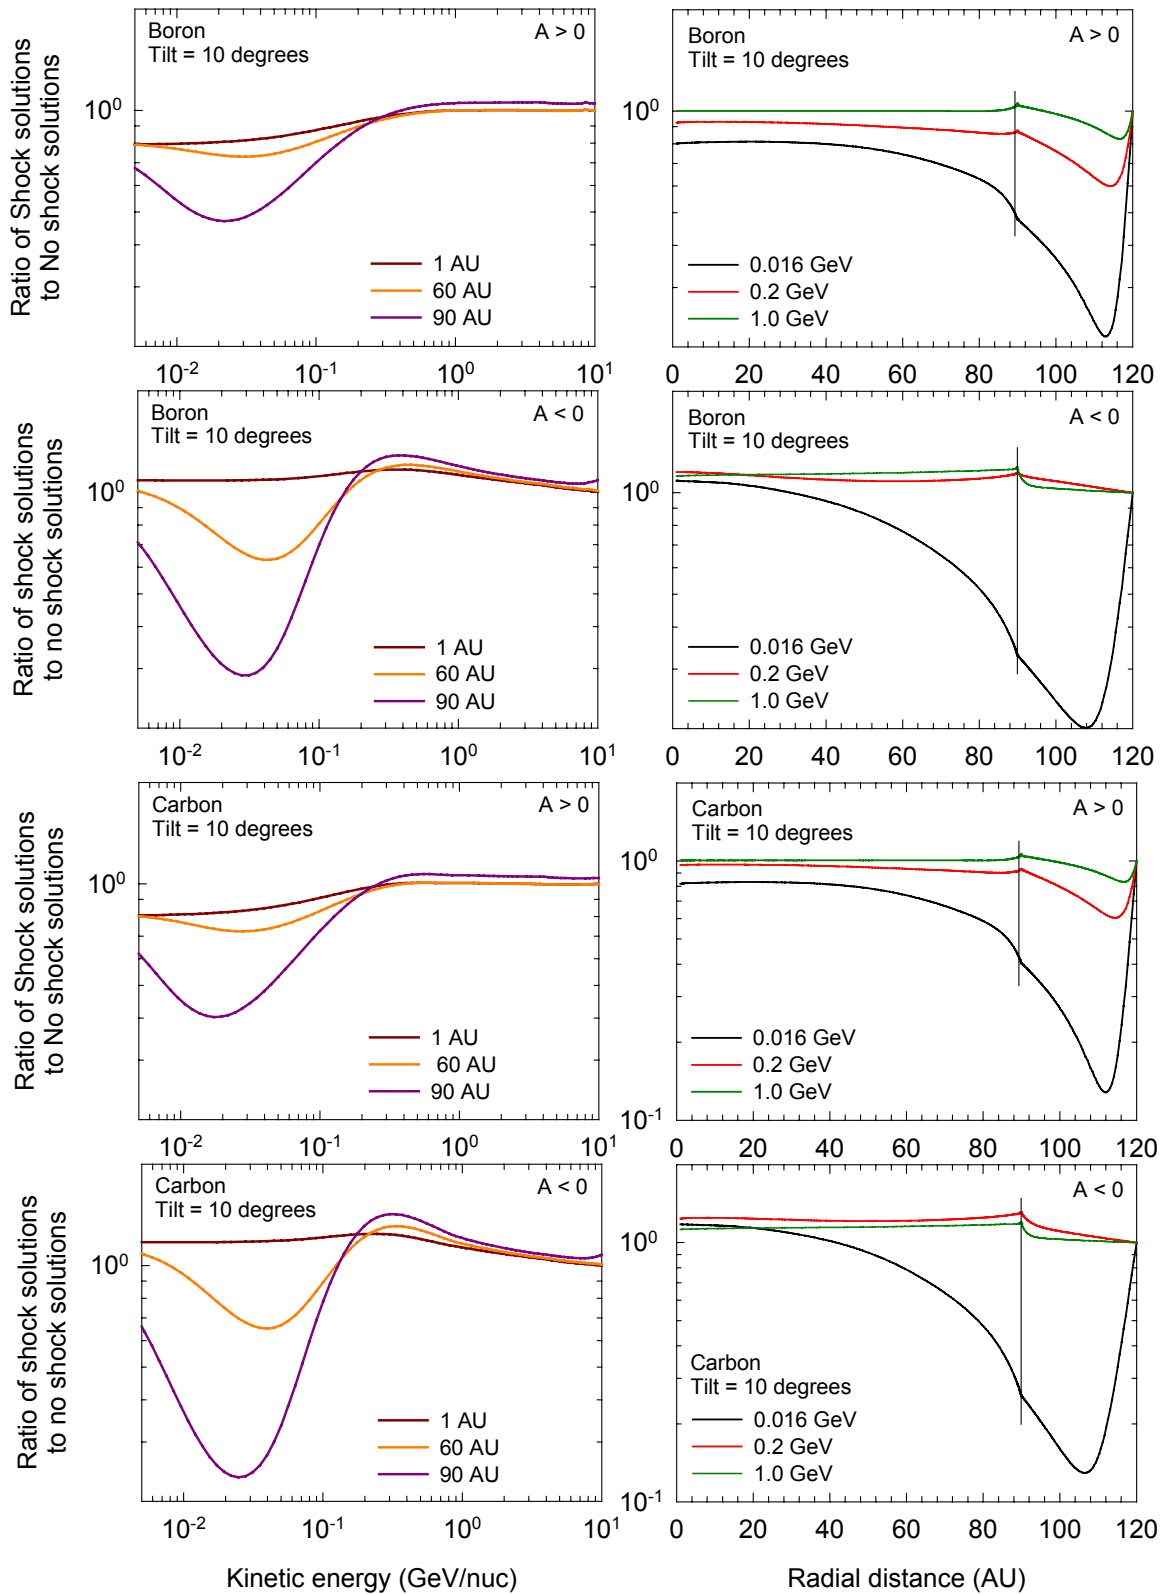 Ratio of Shock solutions
to No shock solutions
Boron
Tilt = 10 degrees
A > 0
10⁰
1 AU
60 AU
90 AU
10⁻² 10⁻¹ 10⁰ 10¹
Boron
Tilt = 10 degrees
A > 0
10⁰
0.016 GeV
0.2 GeV
1.0 GeV
0 20 40 60 80 100 120
Ratio of shock solutions
to no shock solutions
Boron
Tilt = 10 degrees
A < 0
10⁰
1 AU
60 AU
90 AU
10⁻² 10⁻¹ 10⁰ 10¹
Boron
Tilt = 10 degrees
A < 0
10⁰
0.016 GeV
0.2 GeV
1.0 GeV
0 20 40 60 80 100 120
Ratio of Shock solutions
to No shock solutions
Carbon
Tilt = 10 degrees
A > 0
10⁰
1 AU
60 AU
90 AU
10⁻² 10⁻¹ 10⁰ 10¹
Carbon
Tilt = 10 degrees
A > 0
10⁰
0.016 GeV
0.2 GeV
1.0 GeV
10⁻¹
0 20 40 60 80 100 120
Ratio of shock solutions
to no shock solutions
Carbon
Tilt = 10 degrees
A < 0
10⁰
1 AU
60 AU
90 AU
10⁻² 10⁻¹ 10⁰ 10¹
Kinetic energy (GeV/nuc)
A < 0
10⁰
Carbon
Tilt = 10 degrees
0.016 GeV
0.2 GeV
1.0 GeV
10⁻¹
0 20 40 60 80 100 120
Radial distance (AU)